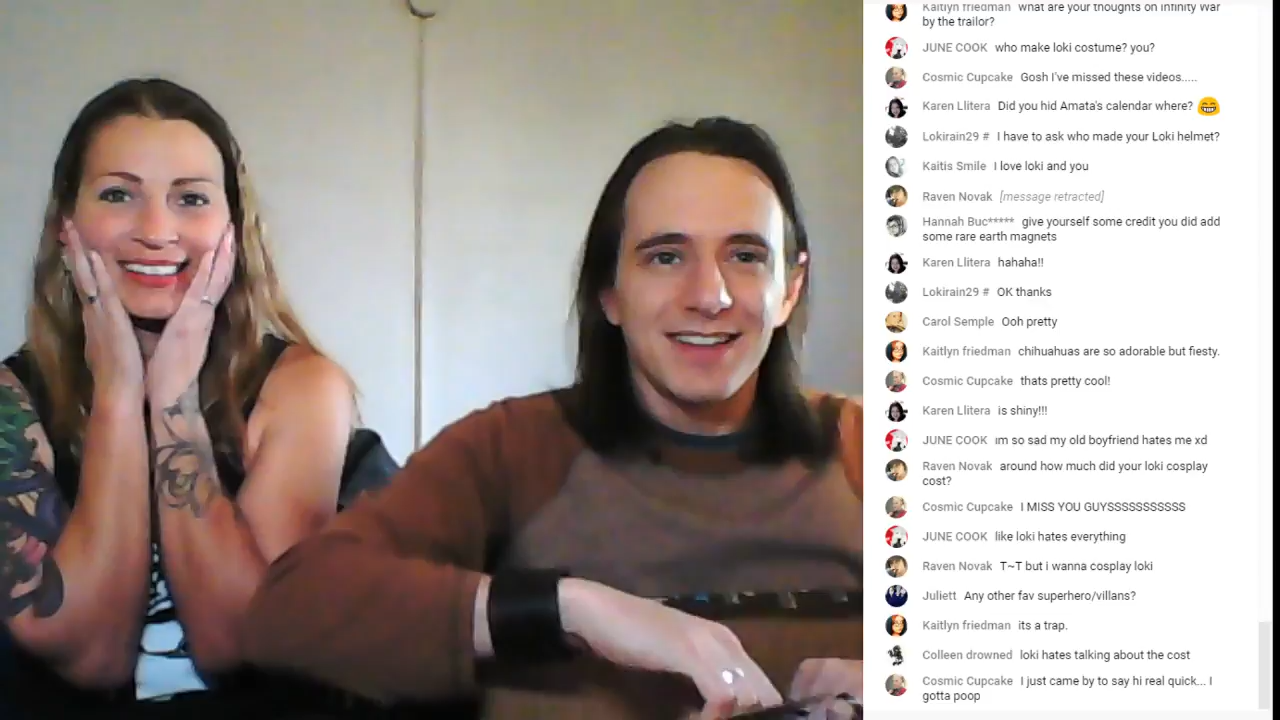 Kaitlyn friedman what are your thoughts on Infinity War
by the trailor?
JUNE COOK who make loki costume? you?
Cosmic Cupcake Gosh I've missed these videos.....
Karen Llitera Did you hid Amata's calendar where? 😁
Lokirain29 # I have to ask who made your Loki helmet?
Kaitis Smile I love loki and you
Raven Novak [message retracted]
Hannah Buc***** give yourself some credit you did add
some rare earth magnets
Karen Llitera hahaha!!
Lokirain29 # OK thanks
Carol Semple Ooh pretty
Kaitlyn friedman chihuahuas are so adorable but fiesty.
Cosmic Cupcake thats pretty cool!
Karen Llitera is shiny!!!
JUNE COOK im so sad my old boyfriend hates me xd
Raven Novak around how much did your loki cosplay
cost?
Cosmic Cupcake I MISS YOU GUYSSSSSSSSSSS
JUNE COOK like loki hates everything
Raven Novak T~T but i wanna cosplay loki
Juliett Any other fav superhero/villans?
Kaitlyn friedman its a trap.
Colleen drowned loki hates talking about the cost
Cosmic Cupcake I just came by to say hi real quick... I
gotta poop